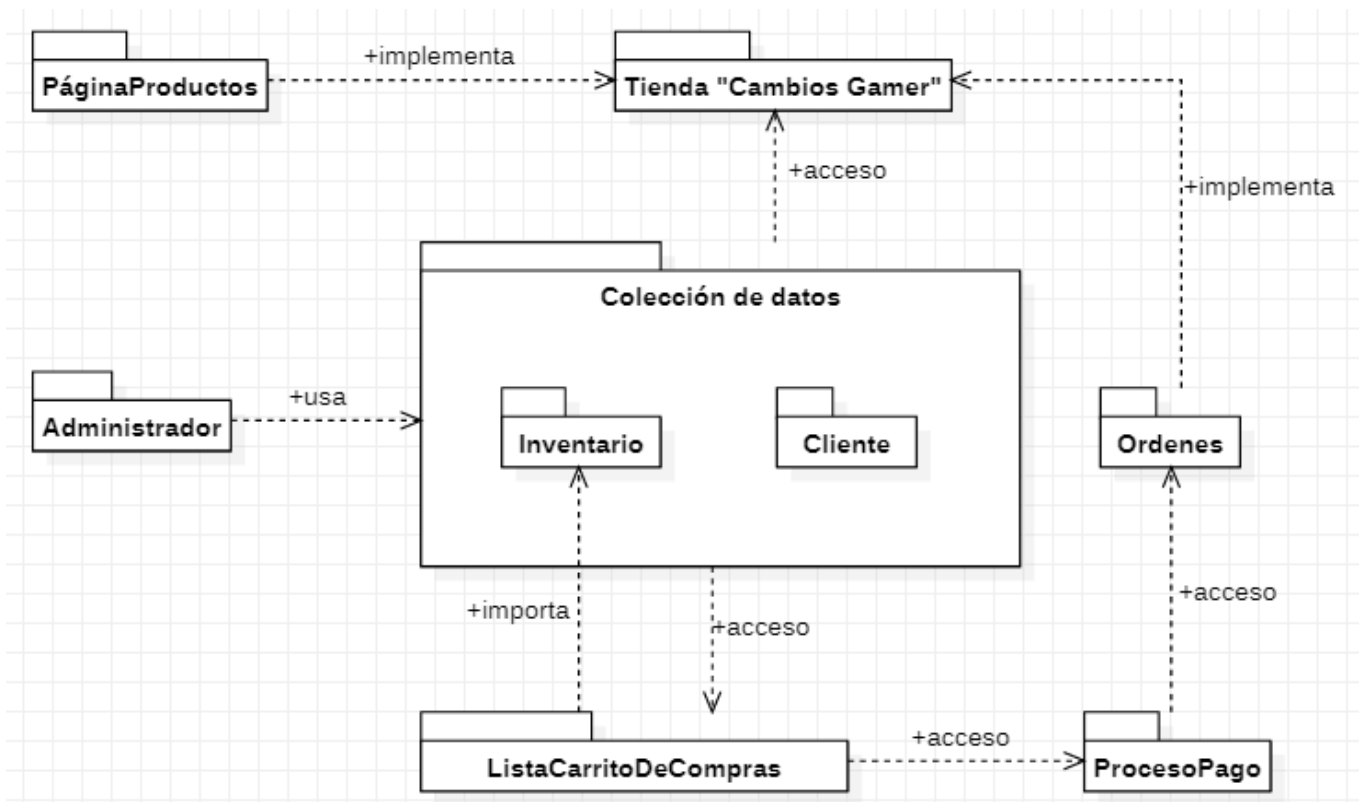 +implementa
PáginaProductos
Tienda "Cambios Gamer"
+acceso
+implementa
Colección de datos
+usa
Administrador
Inventario
Cliente
Ordenes
+importa
+acceso
+acceso
+acceso
ListaCarritoDeCompras
ProcesoPago